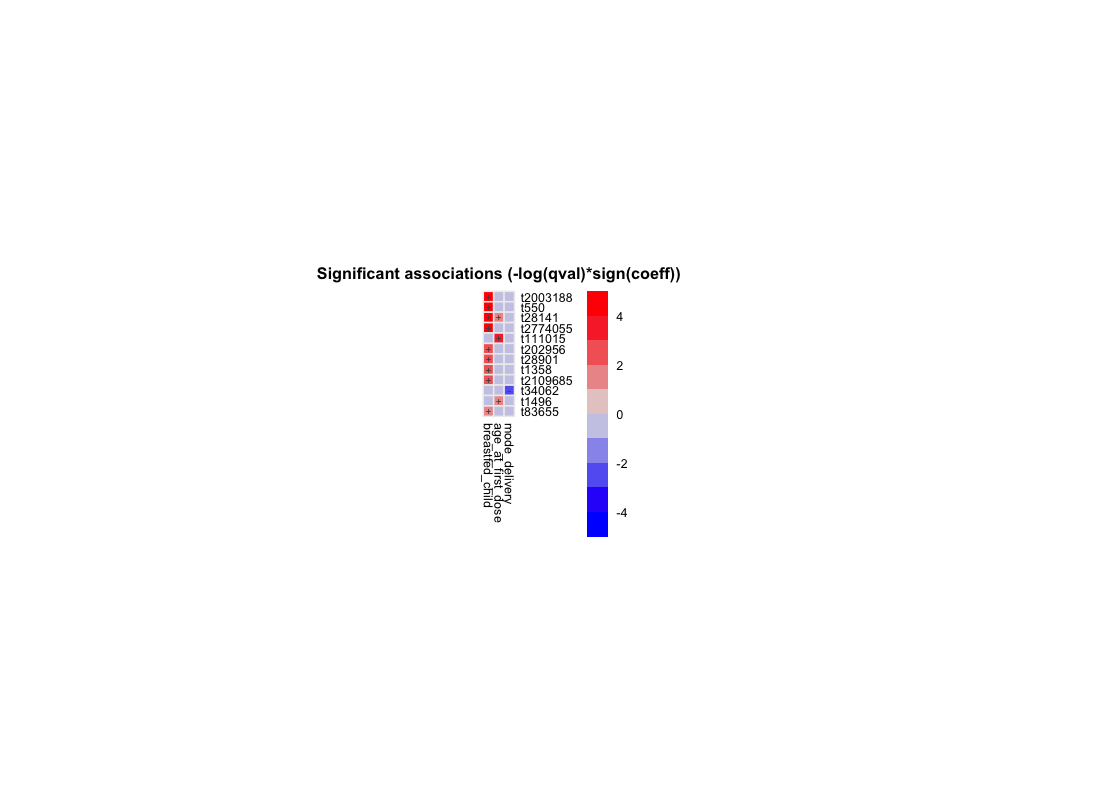 Significant associations (-log(qval)*sign(coeff))
t2003188
t550
t28141
t2774055
t111015
t202956
t28901
t1358
t2109685
t34062
t1496
t83655
+
+
+ +
+
+
+
+
+
+
-
+
+
4
2
0
-2
-4
breastfed_child
age_at_first_dose
mode_delivery